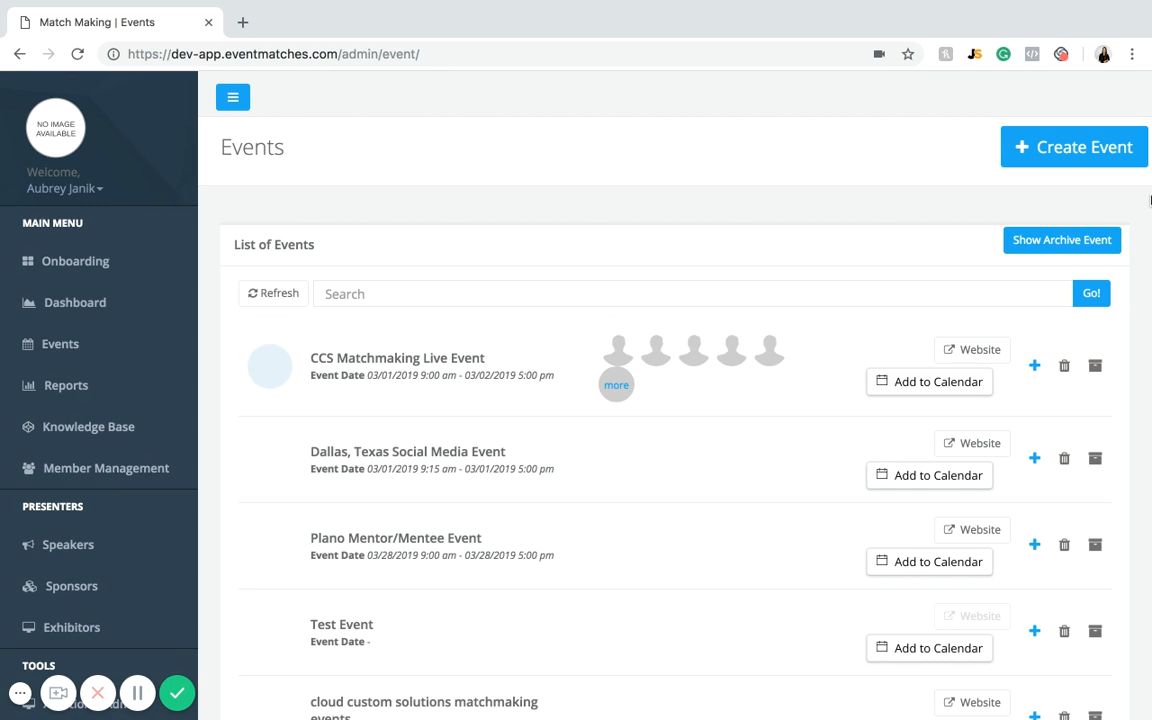 Match Making | Events
https://dev-app.eventmatches.com/admin/event/
NO IMAGE
AVAILABLE
Welcome,
Aubrey Janik
MAIN MENU
Onboarding
Dashboard
Events
Reports
Knowledge Base
Member Management
PRESENTERS
Speakers
Sponsors
Exhibitors
TOOLS
Events
Create Event
List of Events
Show Archive Event
Refresh
Search
Go!
CCS Matchmaking Live Event
Event Date 03/01/2019 9:00 am - 03/02/2019 5:00 pm
more
Website
Add to Calendar
Dallas, Texas Social Media Event
Event Date 03/01/2019 9:15 am - 03/01/2019 5:00 pm
Website
Add to Calendar
Plano Mentor/Mentee Event
Event Date 03/28/2019 9:00 am - 03/28/2019 5:00 pm
Website
Add to Calendar
Test Event
Event Date -
Website
Add to Calendar
cloud custom solutions matchmaking
events
Website